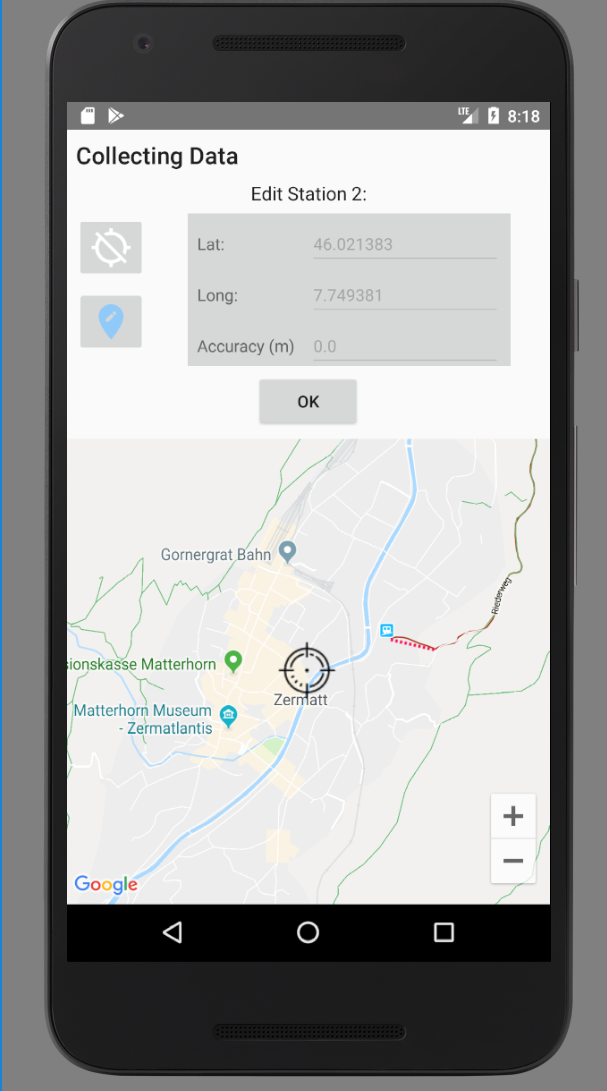 LTE 8:18
Collecting Data
Edit Station 2:
Lat: 46.021383
Long: 7.749381
Accuracy (m) 0.0
OK
Gornergrat Bahn
Riederweg
sionskasse Matterhorn
Zermatt
Matterhorn Museum
- Zermatlantis
+
−
Google